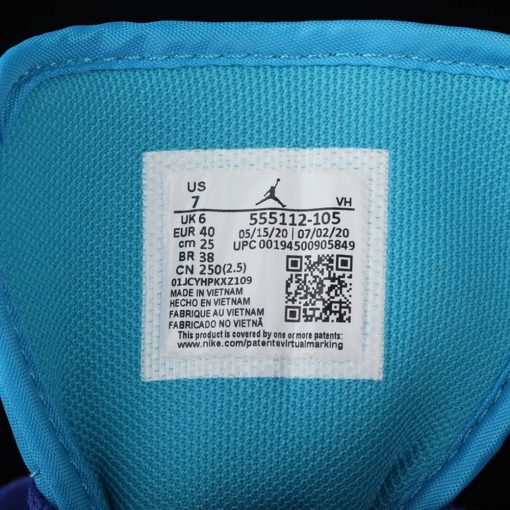 US
7
VH
UK 6
555112-105
EUR 40
05/15/20 | 07/02/20
cm 25
UPC 00194500905849
BR 38
CN 250(2.5)
01JCYHPKXZ109
MADE IN VIETNAM
HECHO EN VIETNAM
FABRIQUE AU VIETNAM
FABRICADO NO VIETNÃ
This product is covered by one or more patents:
www.nike.com/patentsvirtualmarking